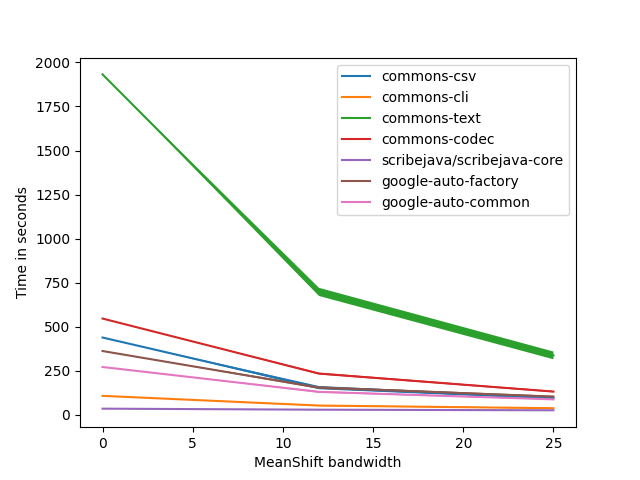 2000
1750
1500
1250
1000
750
500
250
0
Time in seconds
commons-csv
commons-cli
commons-text
commons-codec
scribejava/scribejava-core
google-auto-factory
google-auto-common
0 5 10 15 20 25
MeanShift bandwidth